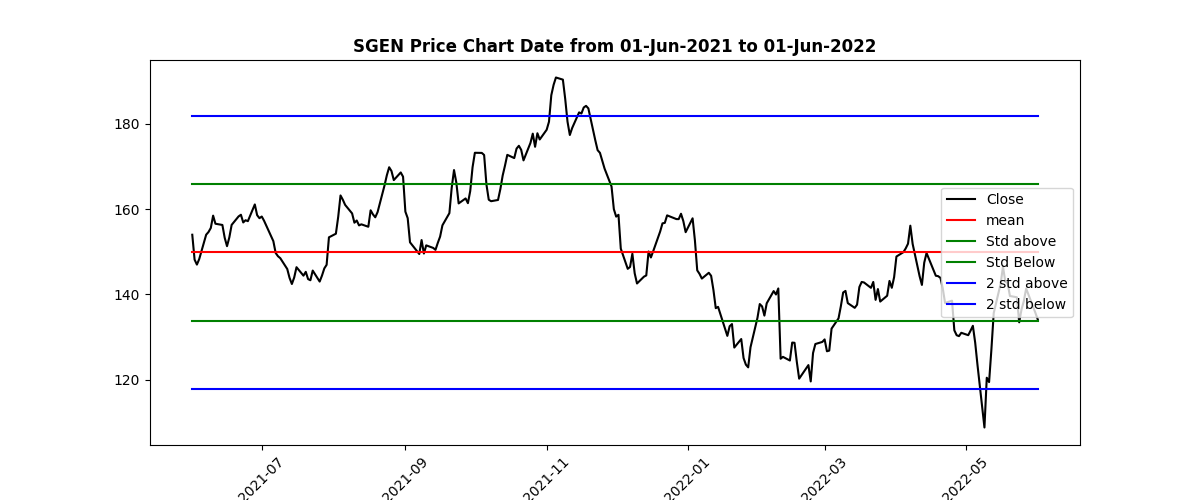 SGEN Price Chart Date from 01-Jun-2021 to 01-Jun-2022
180
160
140
120
Close
mean
Std above
Std Below
2 std above
2 std below
2021-07
2021-09
2021-11
2022-01
2022-03
2022-05